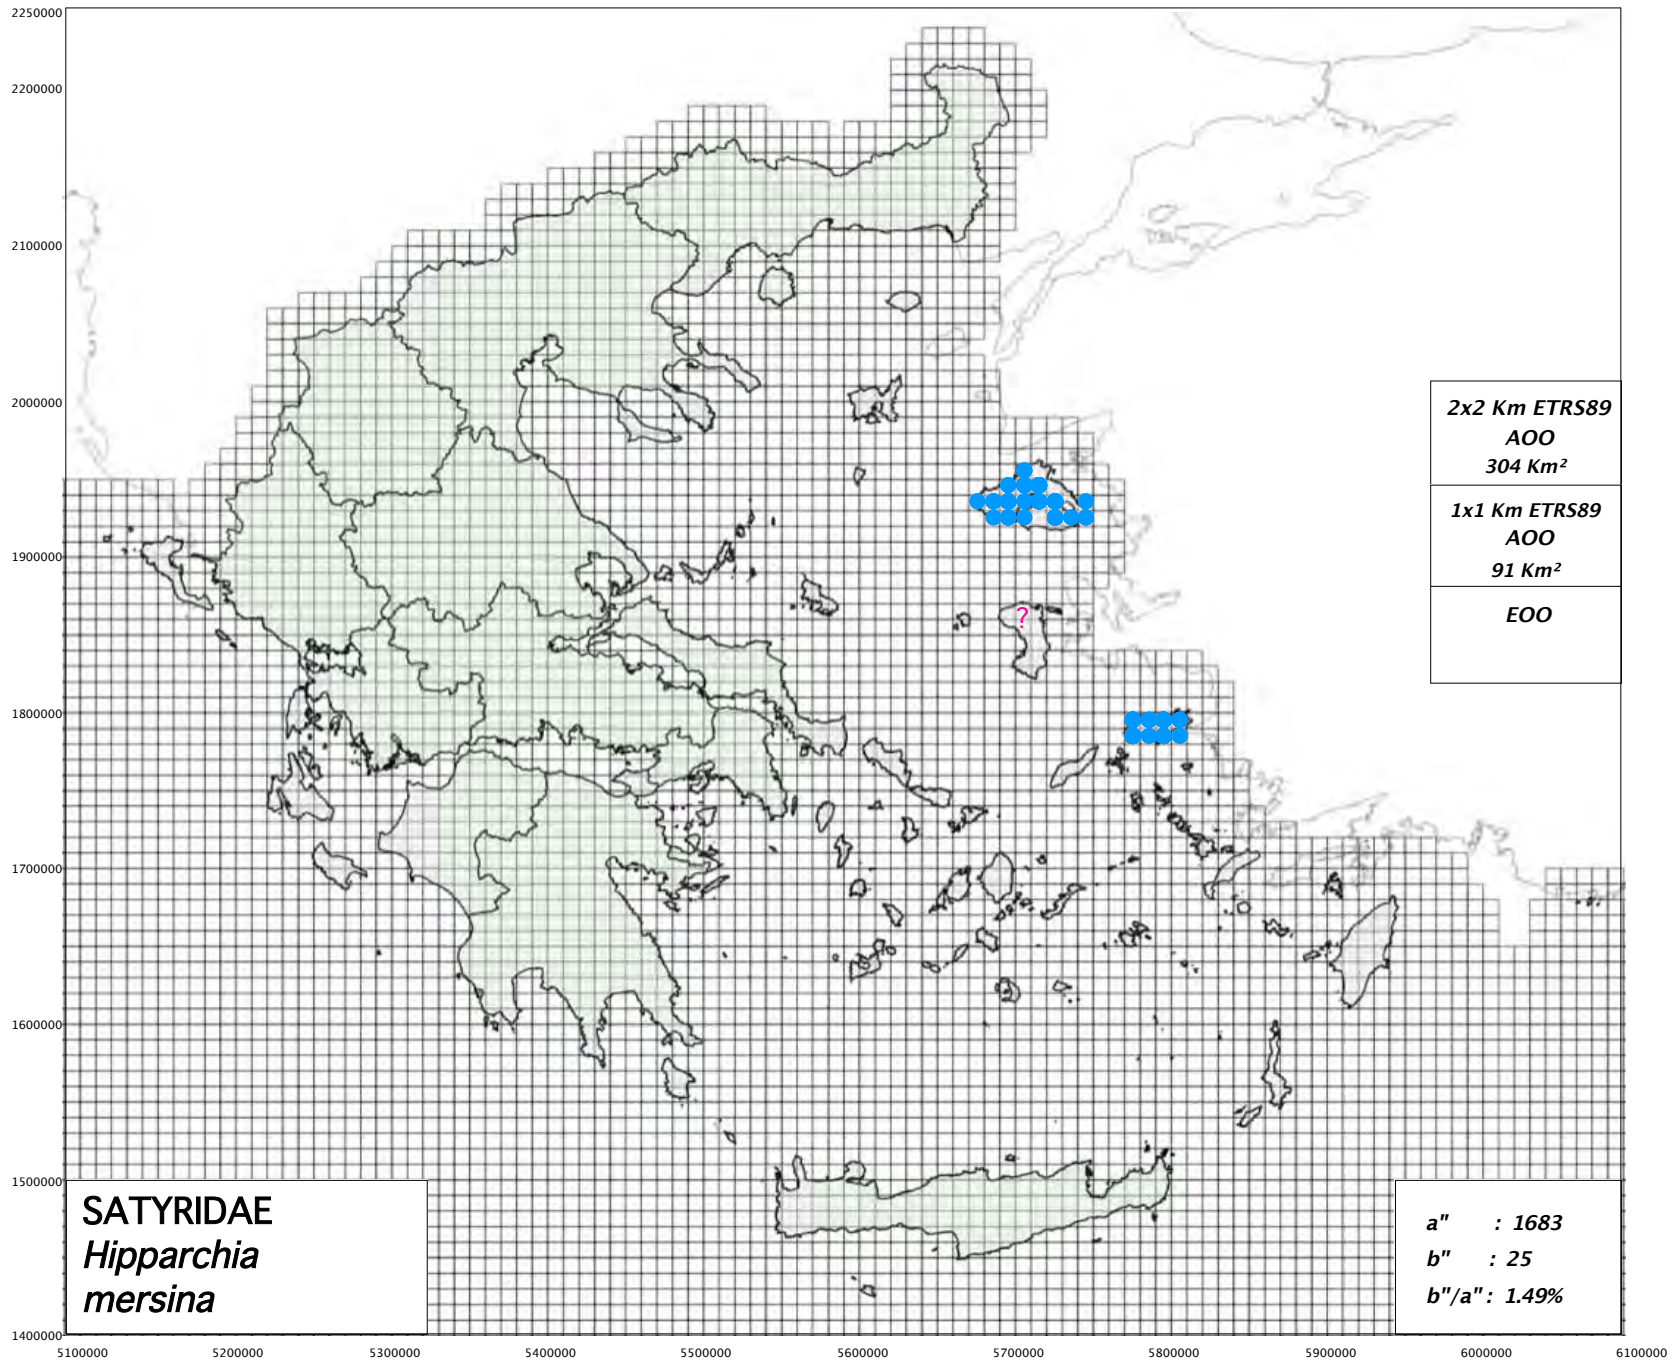 2250000
2200000
2100000
2000000
1900000
1800000
1700000
1600000
1500000
1400000
2x2 Km ETRS89
AOO
304 Km²
1x1 Km ETRS89
AOO
91 Km²
EOO
?
SATYRIDAE
Hipparchia
mersina
a" : 1683
b" : 25
b"/a" : 1.49%
5100000 5200000 5300000 5400000 5500000 5600000 5700000 5800000 5900000 6000000 6100000